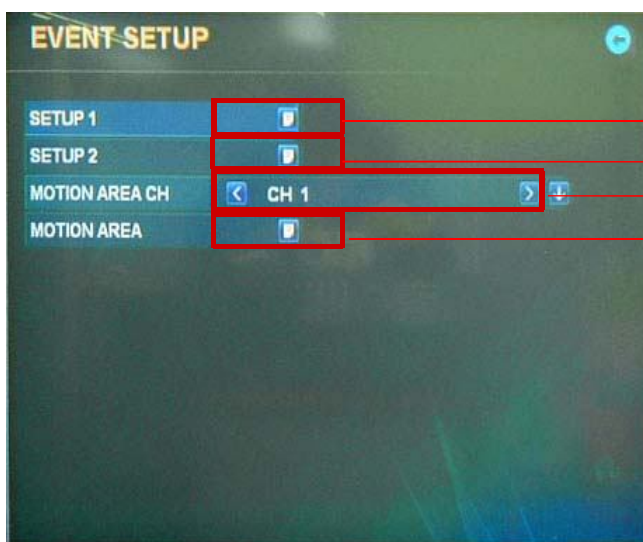 EVENT SETUP
SETUP 1
SETUP 2
MOTION AREA CH CH 1
MOTION AREA